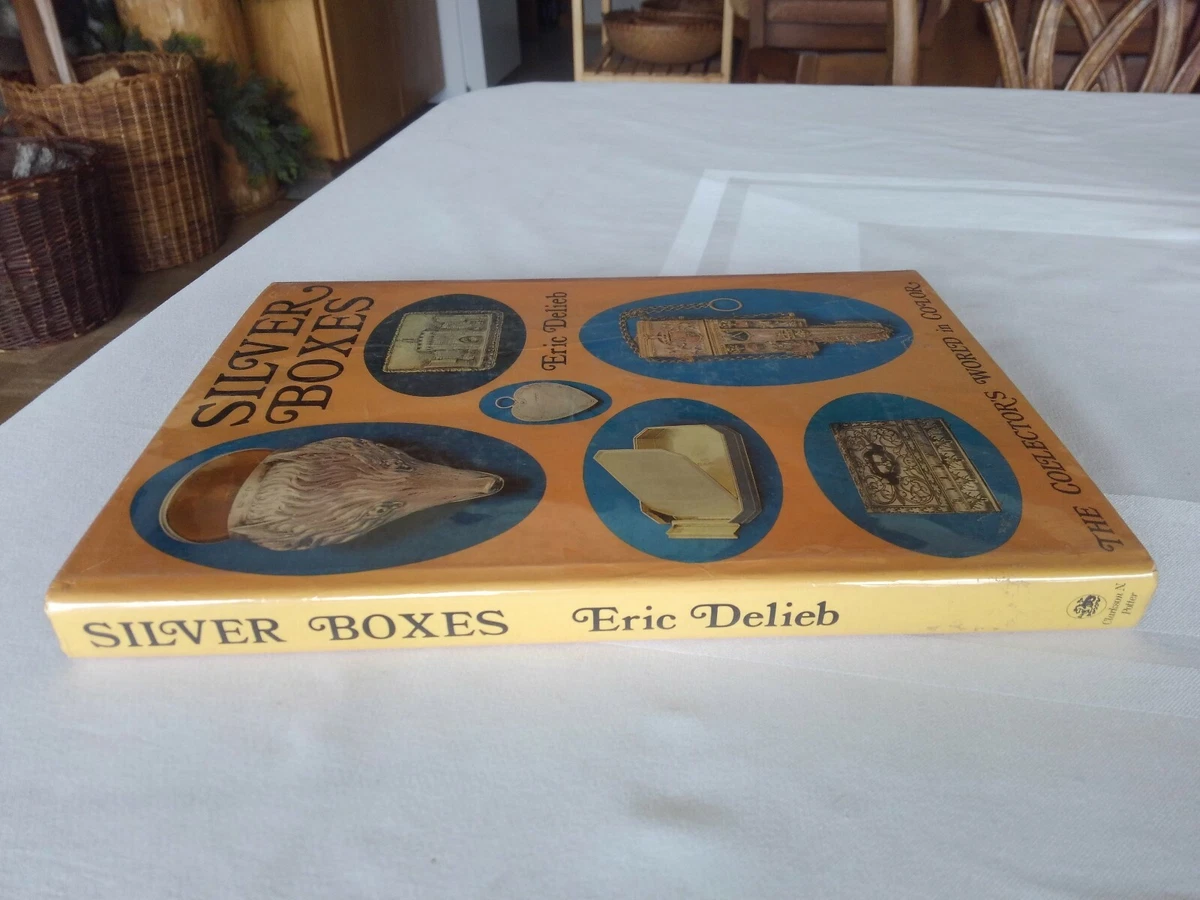 SILVER
BOXES
Eric Delieb
THE COLLECTOR'S WORLD in COLOR
SILVER BOXES Eric Delieb
Clarkson N
Potter